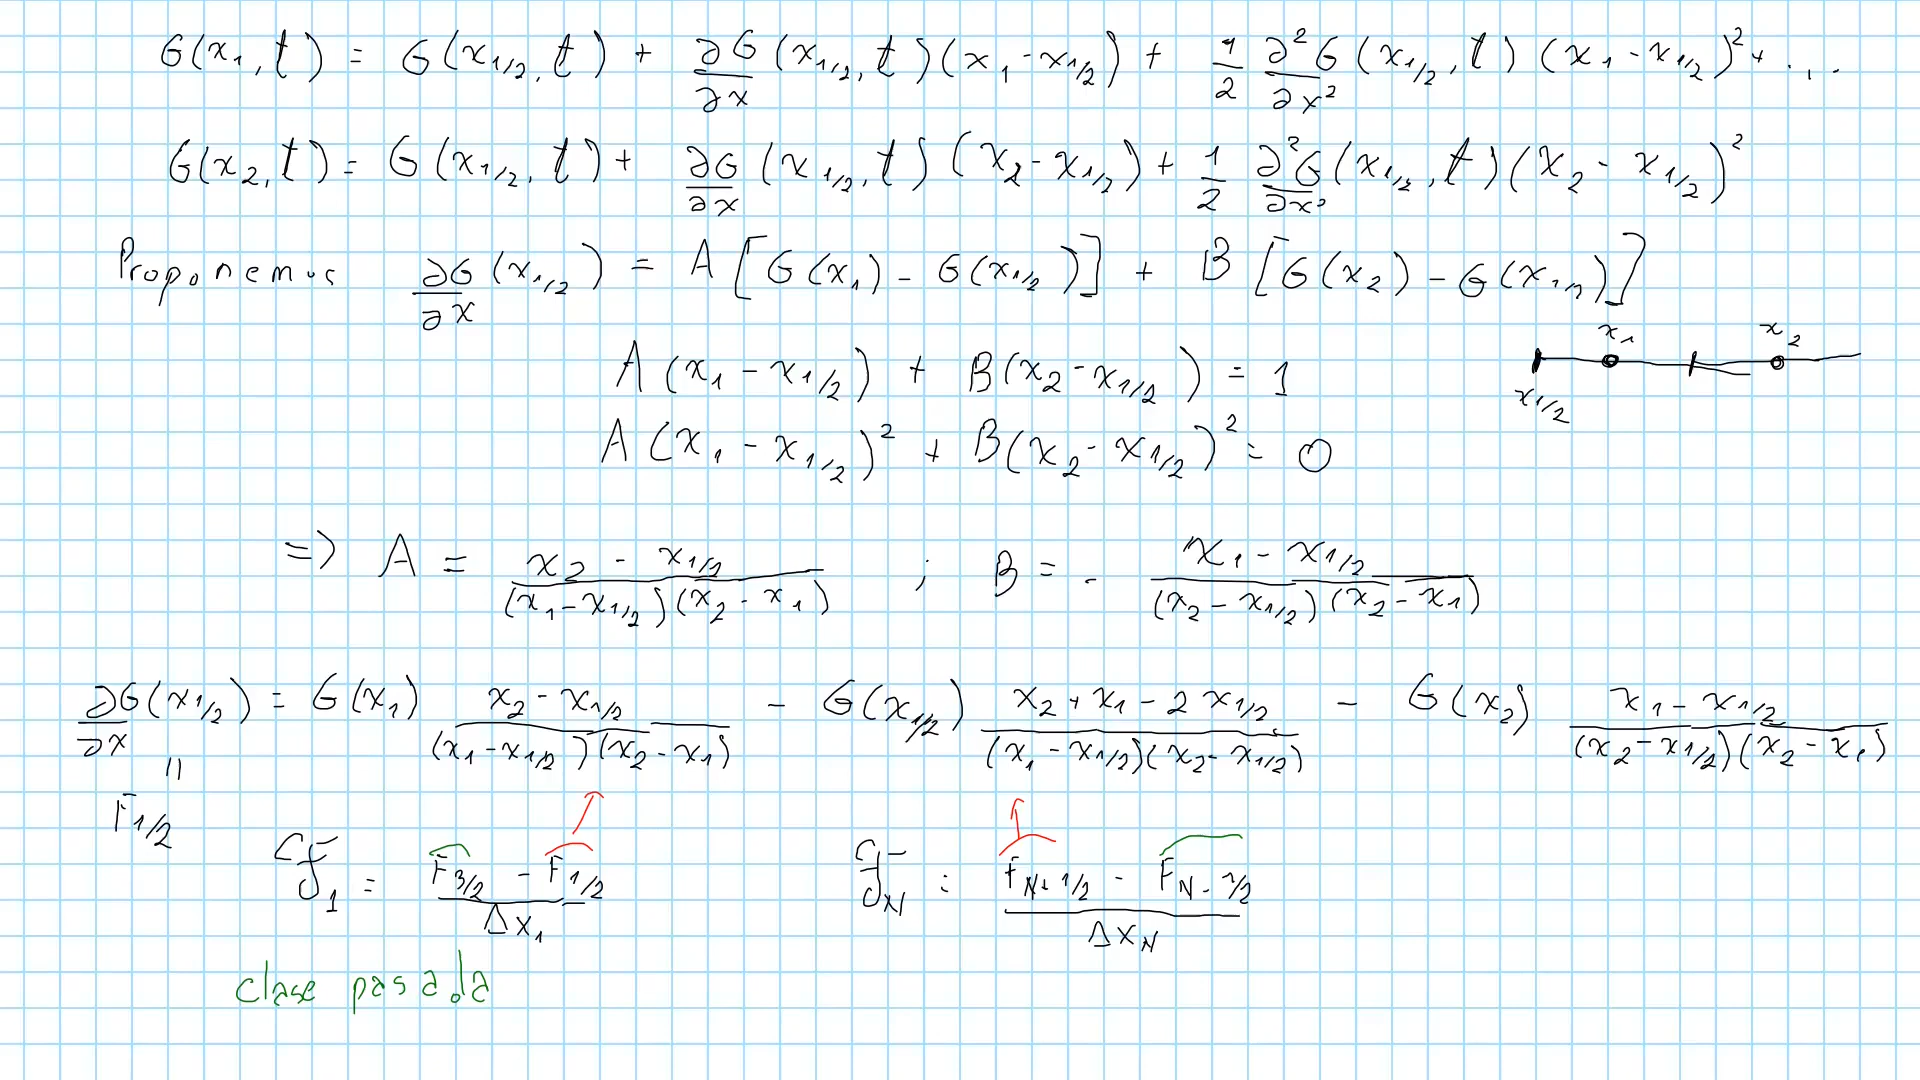 G(x₁,t) = G(x_{1/2},t) + ∂G/∂x (x_{1/2},t)(x₁-x_{1/2}) + 1/2 ∂²G/∂x² (x_{1/2},t) (x₁-x_{1/2})² + ...
G(x₂,t) = G(x_{1/2},t) + ∂G/∂x (x_{1/2},t) (x₂-x_{1/2}) + 1/2 ∂²G/∂x² (x_{1/2},t)(x₂-x_{1/2})²
Proponemos ∂G/∂x (x_{1/2}) = A [G(x₁) - G(x_{1/2})] + B [G(x₂) - G(x_{1/2})]
x₁ x₂
x_{1/2}
A (x₁ - x_{1/2}) + B(x₂ - x_{1/2}) = 1
A (x₁ - x_{1/2})² + B(x₂ - x_{1/2})² = 0
=> A = (x₂ - x_{1/2}) / ((x₁-x_{1/2})(x₂-x₁)) ; B = - (x₁ - x_{1/2}) / ((x₂-x_{1/2})(x₂-x₁))
∂G/∂x (x_{1/2}) = G(x₁) (x₂-x_{1/2}) / ((x₁-x_{1/2})(x₂-x₁)) - G(x_{1/2}) (x₂+x₁-2x_{1/2}) / ((x₁-x_{1/2})(x₂-x_{1/2})) - G(x₂) (x₁-x_{1/2}) / ((x₂-x_{1/2})(x₂-x₁))
=
F_{1/2}
𝓕₁ = (F_{3/2} - F_{1/2}) / Δx₁ 𝓕_N = (F_{N+1/2} - F_{N-1/2}) / Δx_N
clase pasada